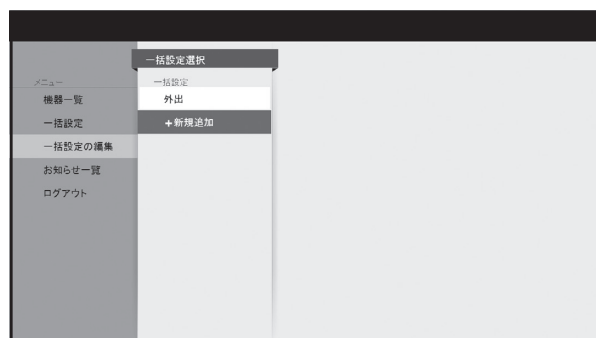 メニュー
機器一覧
一括設定
一括設定の編集
お知らせ一覧
ログアウト
一括設定選択
一括設定
外出
+新規追加